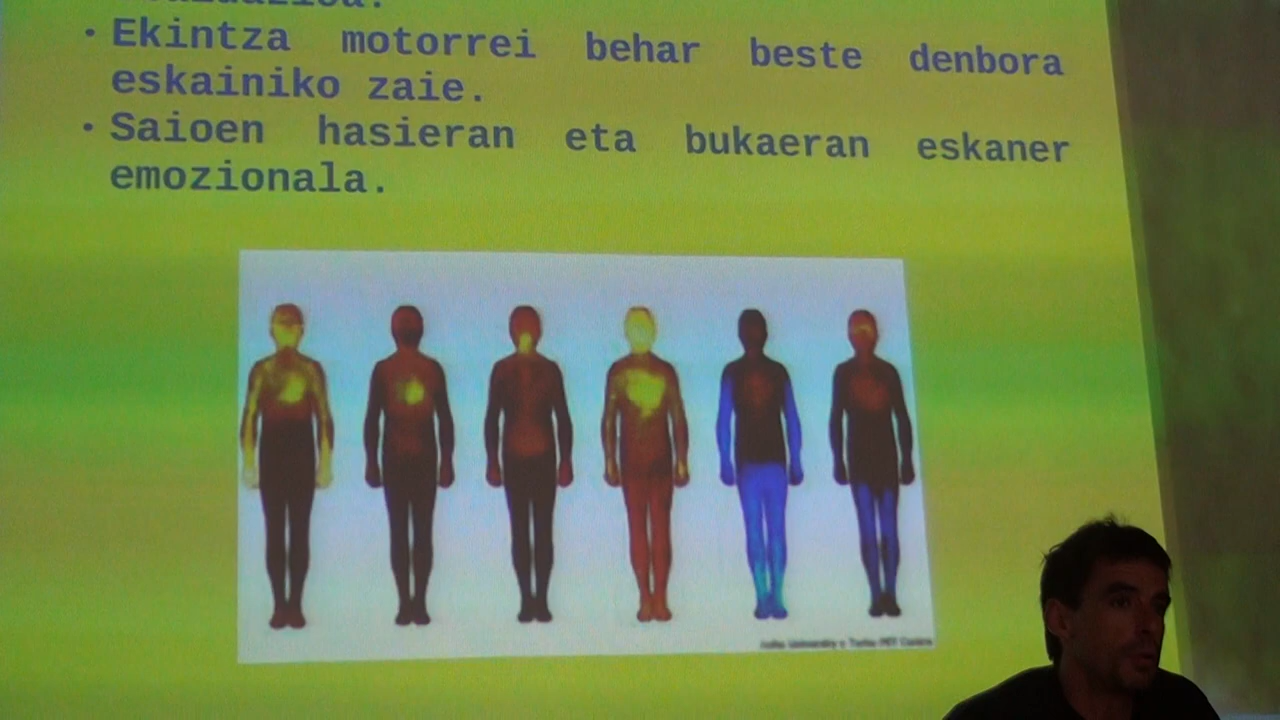 • Ekintza motorrei behar beste denbora
eskainiko zaie.
• Saioen hasieran eta bukaeran eskaner
emozionala.